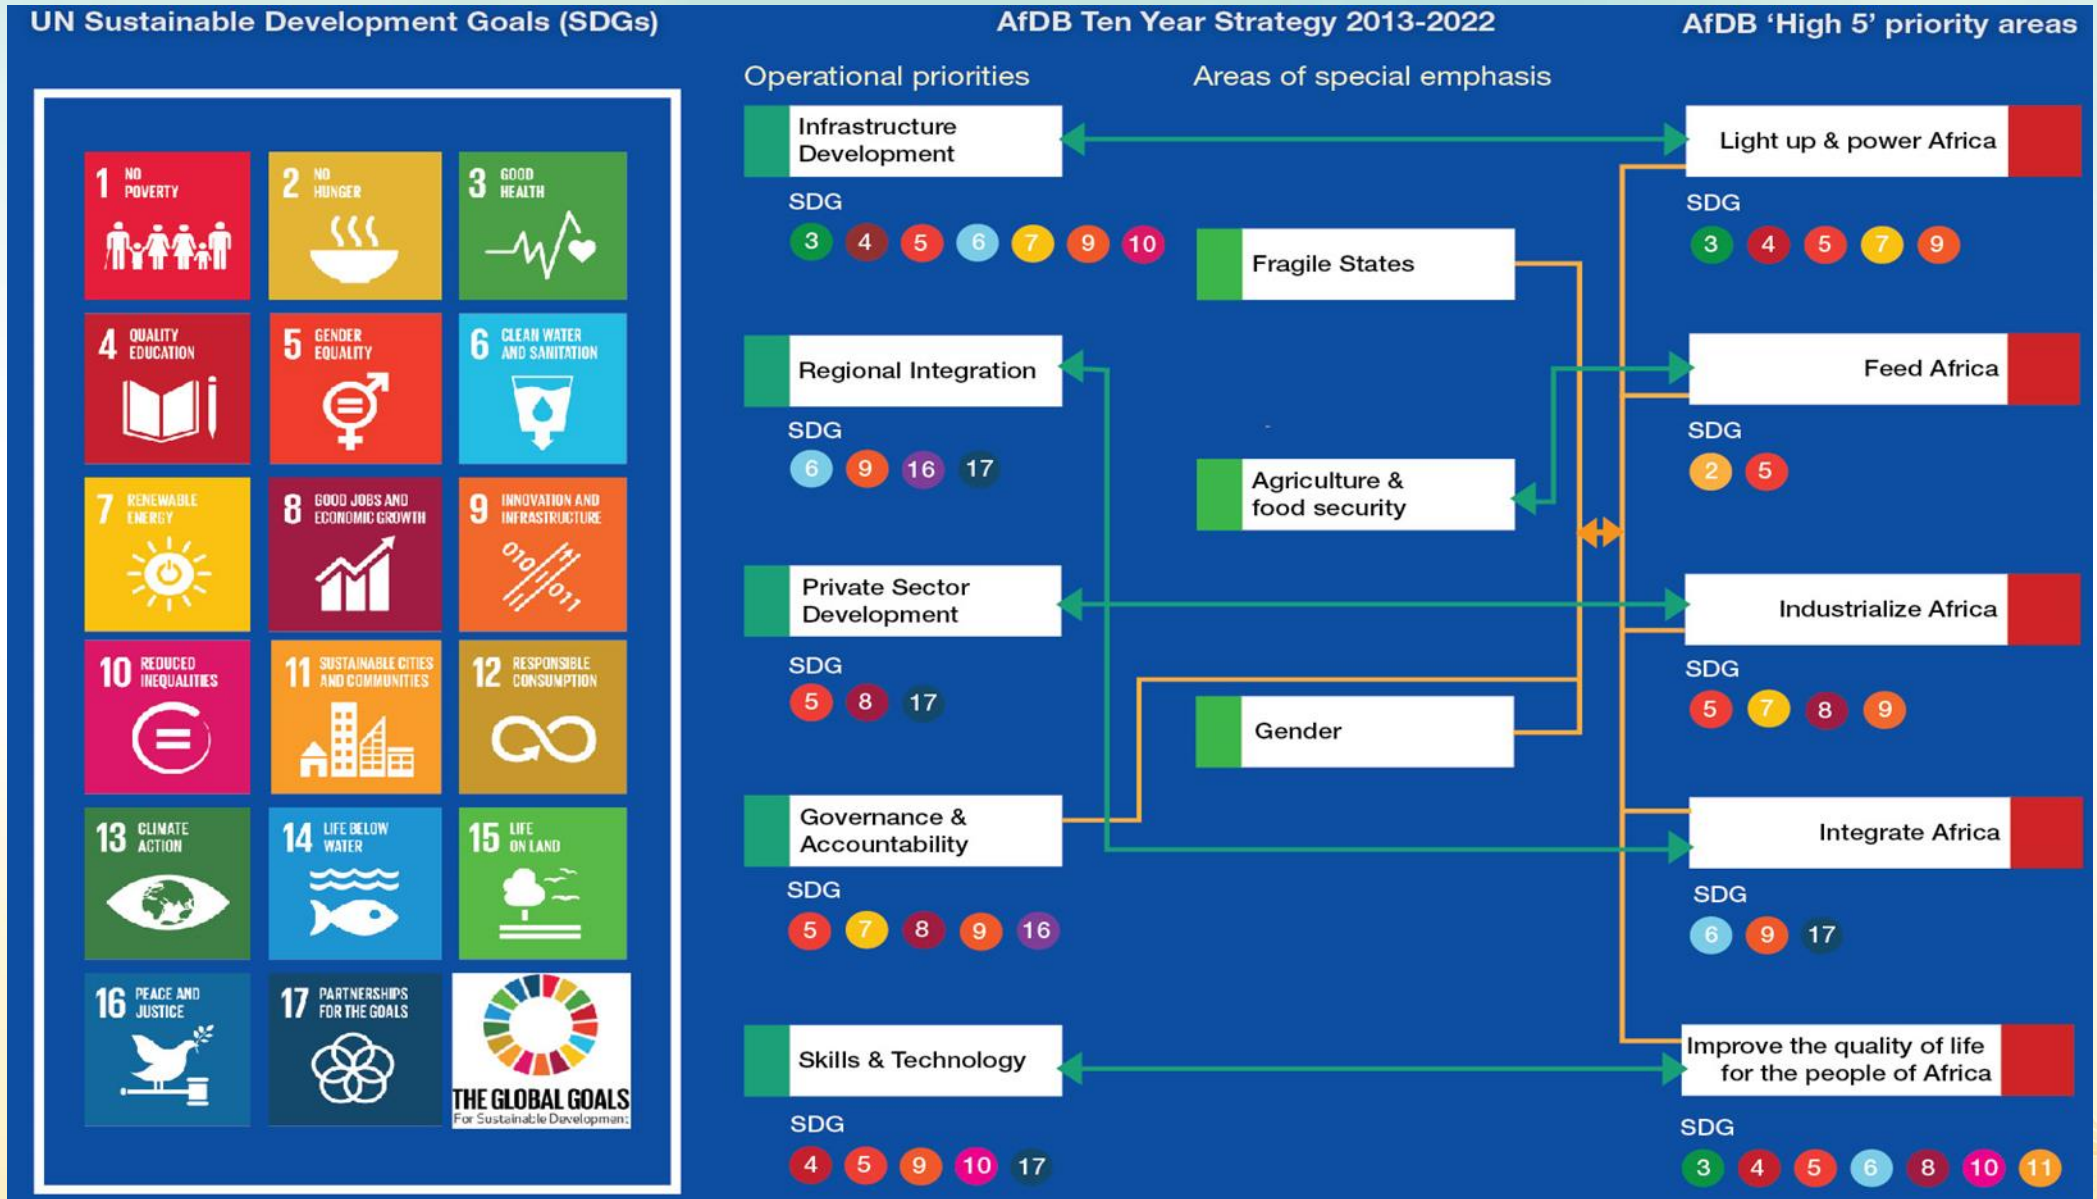 UN Sustainable Development Goals (SDGs)
1 NO
POVERTY
2 NO
HUNGER
3 GOOD
HEALTH
4 QUALITY
EDUCATION
5 GENDER
EQUALITY
6 CLEAN WATER
AND SANITATION
7 RENEWABLE
ENERGY
8 GOOD JOBS AND
ECONOMIC GROWTH
9 INNOVATION AND
INFRASTRUCTURE
010
011
10 REDUCED
INEQUALITIES
11 SUSTAINABLE CITIES
AND COMMUNITIES
12 RESPONSIBLE
CONSUMPTION
13 CLIMATE
ACTION
14 LIFE BELOW
WATER
15 LIFE
ON LAND
16 PEACE AND
JUSTICE
17 PARTNERSHIPS
FOR THE GOALS
THE GLOBAL GOALS
For Sustainable Development
AfDB Ten Year Strategy 2013-2022
Operational priorities
Infrastructure
Development
SDG
3 4 5 6 7 9 10
Regional Integration
SDG
6 9 16 17
Private Sector
Development
SDG
5 8 17
Governance &
Accountability
SDG
5 7 8 9 16
Skills & Technology
SDG
4 5 9 10 17
Areas of special emphasis
Fragile States
Agriculture &
food security
Gender
AfDB ‘High 5’ priority areas
Light up & power Africa
SDG
3 4 5 7 9
Feed Africa
SDG
2 5
Industrialize Africa
SDG
5 7 8 9
Integrate Africa
SDG
6 9 17
Improve the quality of life
for the people of Africa
SDG
3 4 5 6 8 10 11